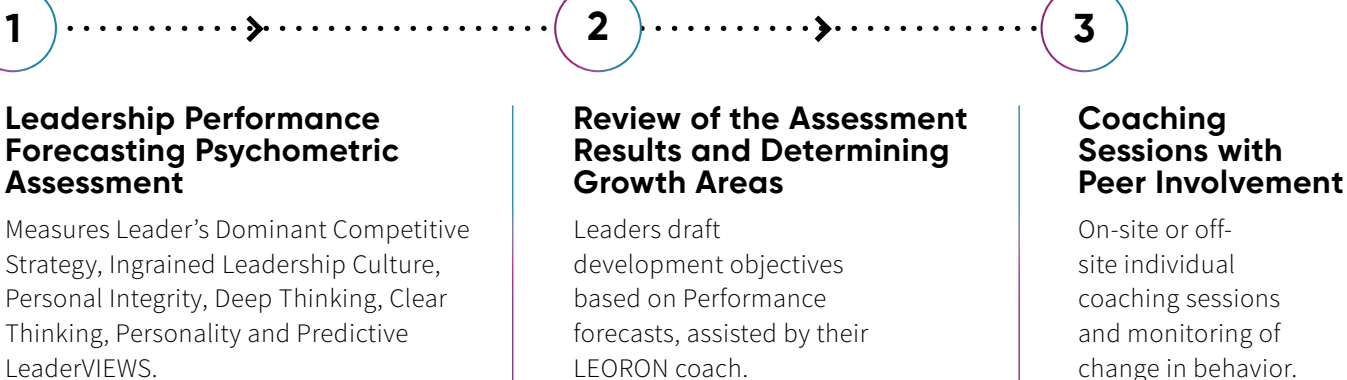 1
2
3
Leadership Performance
Forecasting Psychometric
Assessment
Measures Leader’s Dominant Competitive
Strategy, Ingrained Leadership Culture,
Personal Integrity, Deep Thinking, Clear
Thinking, Personality and Predictive
LeaderVIEWS.
Review of the Assessment
Results and Determining
Growth Areas
Leaders draft
development objectives
based on Performance
forecasts, assisted by their
LEORON coach.
Coaching
Sessions with
Peer Involvement
On-site or off-
site individual
coaching sessions
and monitoring of
change in behavior.